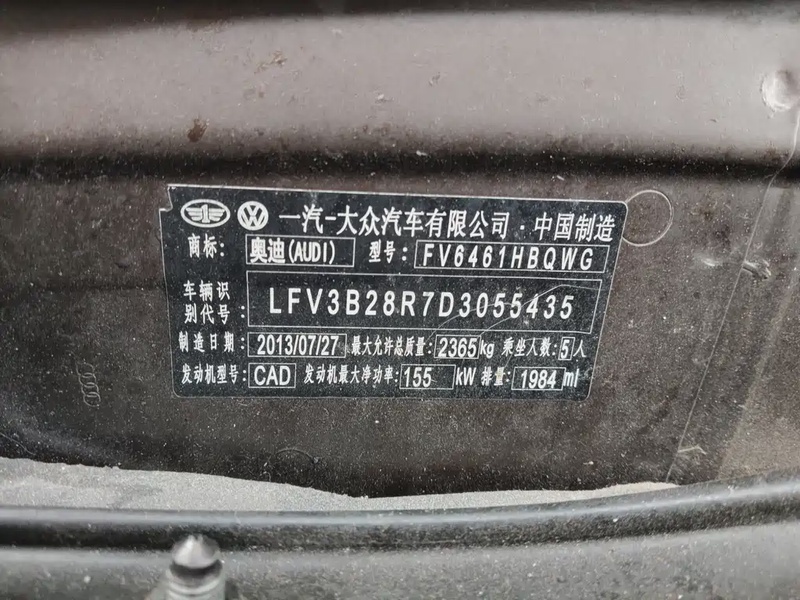 一汽-大众汽车有限公司·中国制造
商标: 奥迪(AUDI) 型号: FV6461HBQWG
车辆识别代号: LFV3B28R7D3055435
制造日期: 2013/07/27 最大允许总质量: 2365kg 乘坐人数: 5人
发动机型号: CAD 发动机最大净功率: 155 kW 排量: 1984 ml